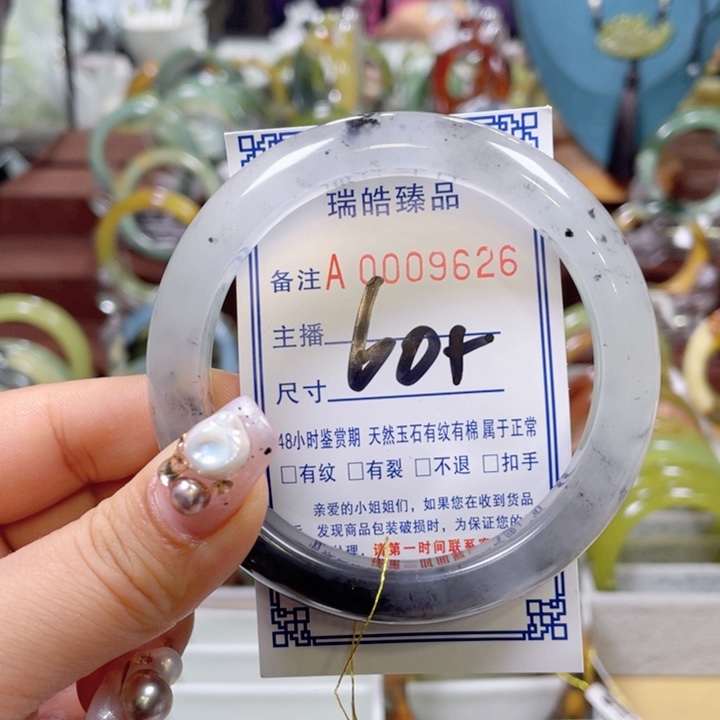 瑞皓臻品
备注A 0009626
主播
尺寸 60+
48小时鉴赏期 天然玉石有纹有棉 属于正常
□有纹 □有裂 □不退 □扣手
亲爱的小姐姐们，如果您在收到货品
发现商品包装破损时，为保证您的
处理，请第一时间联系